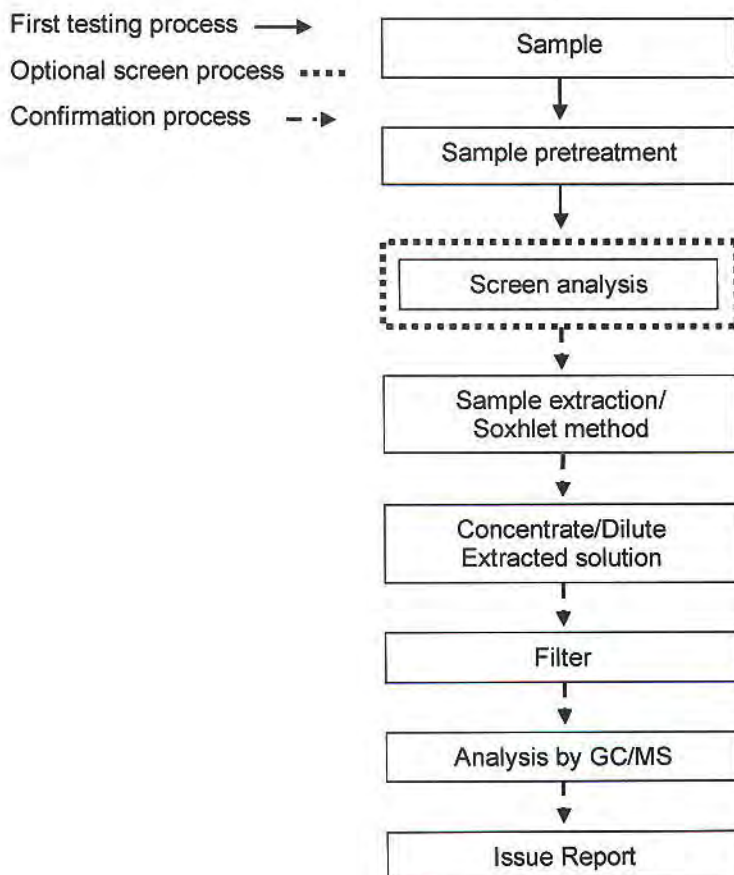 First testing process
Optional screen process
Confirmation process
Sample
Sample pretreatment
Screen analysis
Sample extraction/
Soxhlet method
Concentrate/Dilute
Extracted solution
Filter
Analysis by GC/MS
Issue Report